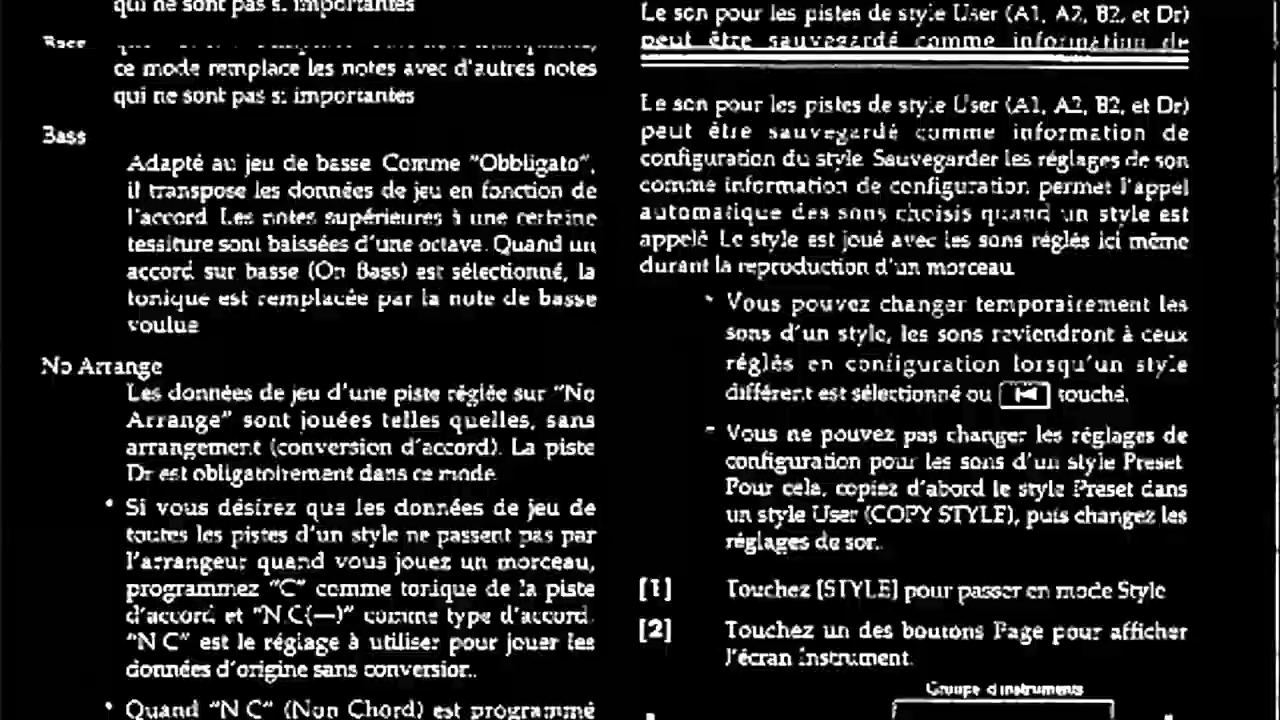 qui ne sont pas si importantes
Bass
ce mode remplace les notes avec d'autres notes
qui ne sont pas si importantes
Bass
Adapté au jeu de basse. Comme "Obbligato",
il transpose les données de jeu en fonction de
l'accord. Les notes supérieures à une certaine
tessiture sont baissées d'une octave. Quand un
accord sur basse (On Bass) est sélectionné, la
tonique est remplacée par la note de basse
voulue
No Arrange
Les données de jeu d'une piste réglée sur "No
Arrange" sont jouées telles quelles, sans
arrangement (conversion d'accord). La piste
Dr est obligatoirement dans ce mode.
* Si vous désirez que les données de jeu de
toutes les pistes d'un style ne passent pas par
l'arrangeur quand vous jouez un morceau,
programmez "C" comme tonique de la piste
d'accord et "N.C(—)" comme type d'accord.
"N C" est le réglage à utiliser pour jouer les
données d'origine sans conversion.
* Quand "N C" (Non Chord) est programmé
Le son pour les pistes de style User (A1, A2, B2, et Dr)
peut être sauvegardé comme information de
Le son pour les pistes de style User (A1, A2, B2, et Dr)
peut être sauvegardé comme information de
configuration du style. Sauvegarder les réglages de son
comme information de configuration permet l'appel
automatique des sons choisis quand un style est
appelé. Le style est joué avec les sons réglés ici même
durant la reproduction d'un morceau.
* Vous pouvez changer temporairement les
sons d'un style, les sons reviendront à ceux
réglés en configuration lorsqu'un style
différent est sélectionné ou touché.
* Vous ne pouvez pas changer les réglages de
configuration pour les sons d'un style Preset
Pour cela, copiez d'abord le style Preset dans
un style User (COPY STYLE), puis changez les
réglages de son.
[1] Touchez [STYLE] pour passer en mode Style
[2] Touchez un des boutons Page pour afficher
l'écran Instrument.
Groupe d'instruments